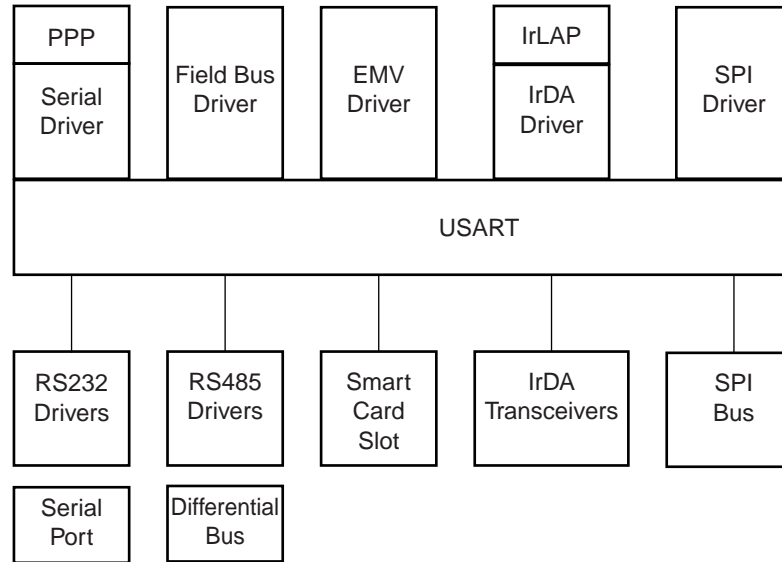 PPP
Serial
Driver
Field Bus
Driver
EMV
Driver
IrLAP
IrDA
Driver
SPI
Driver
USART
RS232
Drivers
RS485
Drivers
Smart
Card
Slot
IrDA
Transceivers
SPI
Bus
Serial
Port
Differential
Bus